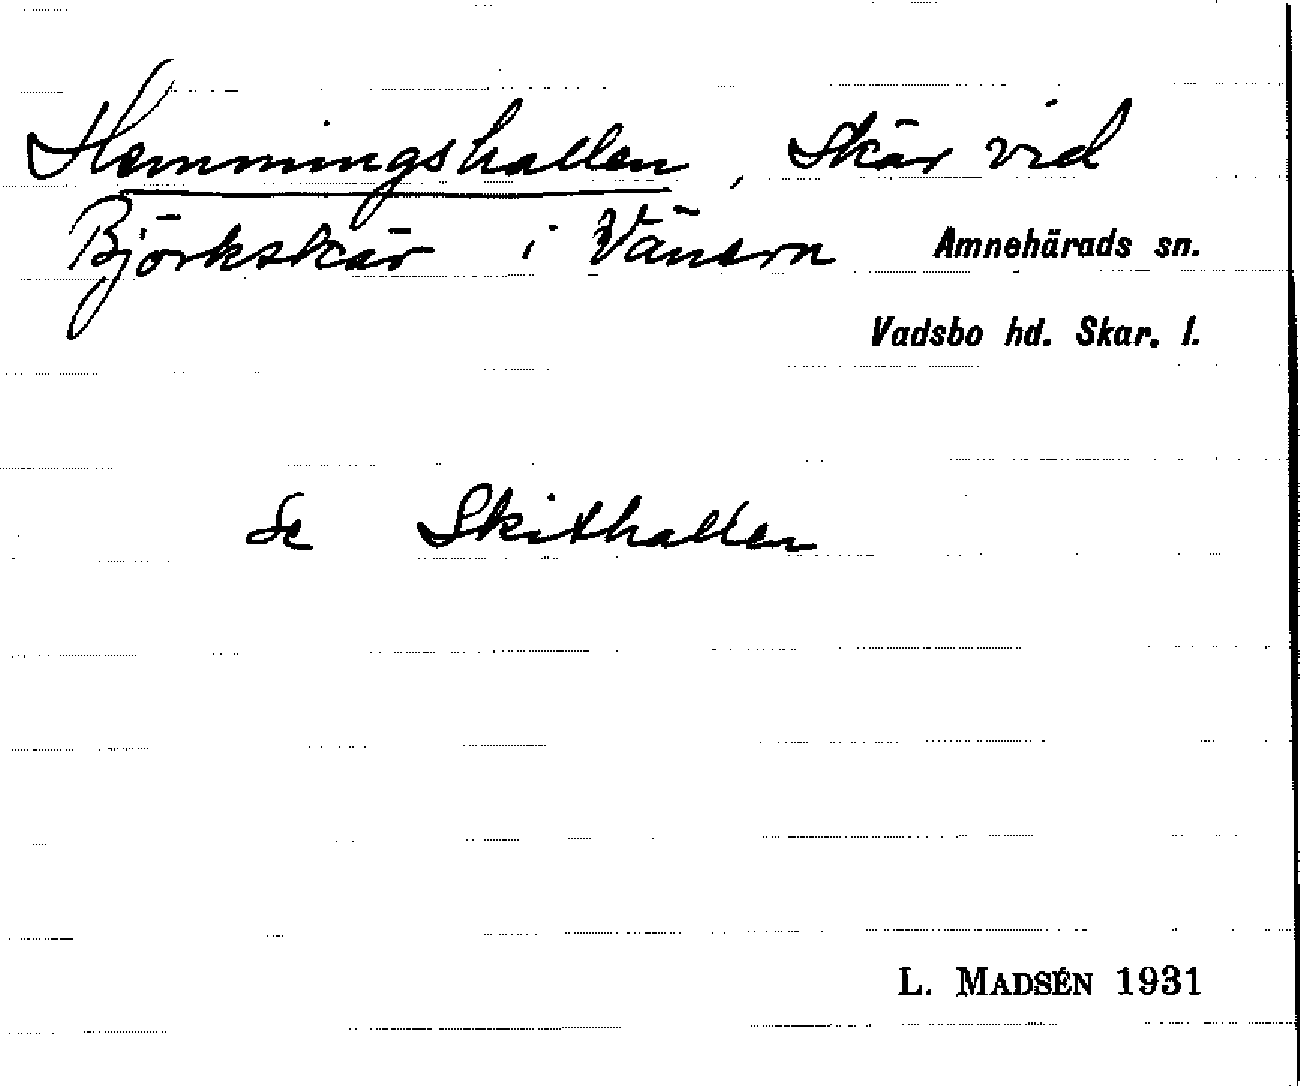 Hemmingshallen, Skär vid
Björkskär i Vänern
Amnehärads sn.
Vadsbo hd. Skar. l.
Se Skithallen
L. MADSÉN 1931